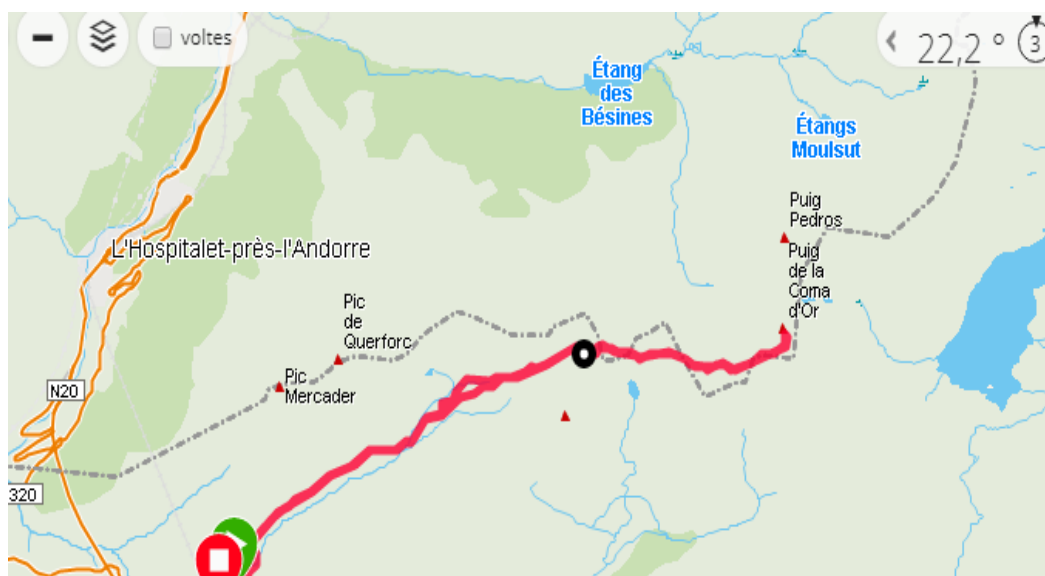 voltes
22,2 °
3
Étang
des
Bésines
Étangs
Moulsut
Puig
Pedros
Puig
de la
Coma
d'Or
L'Hospitalet-près-l'Andorre
Pic
de
Querforc
Pic
Mercader
N20
320